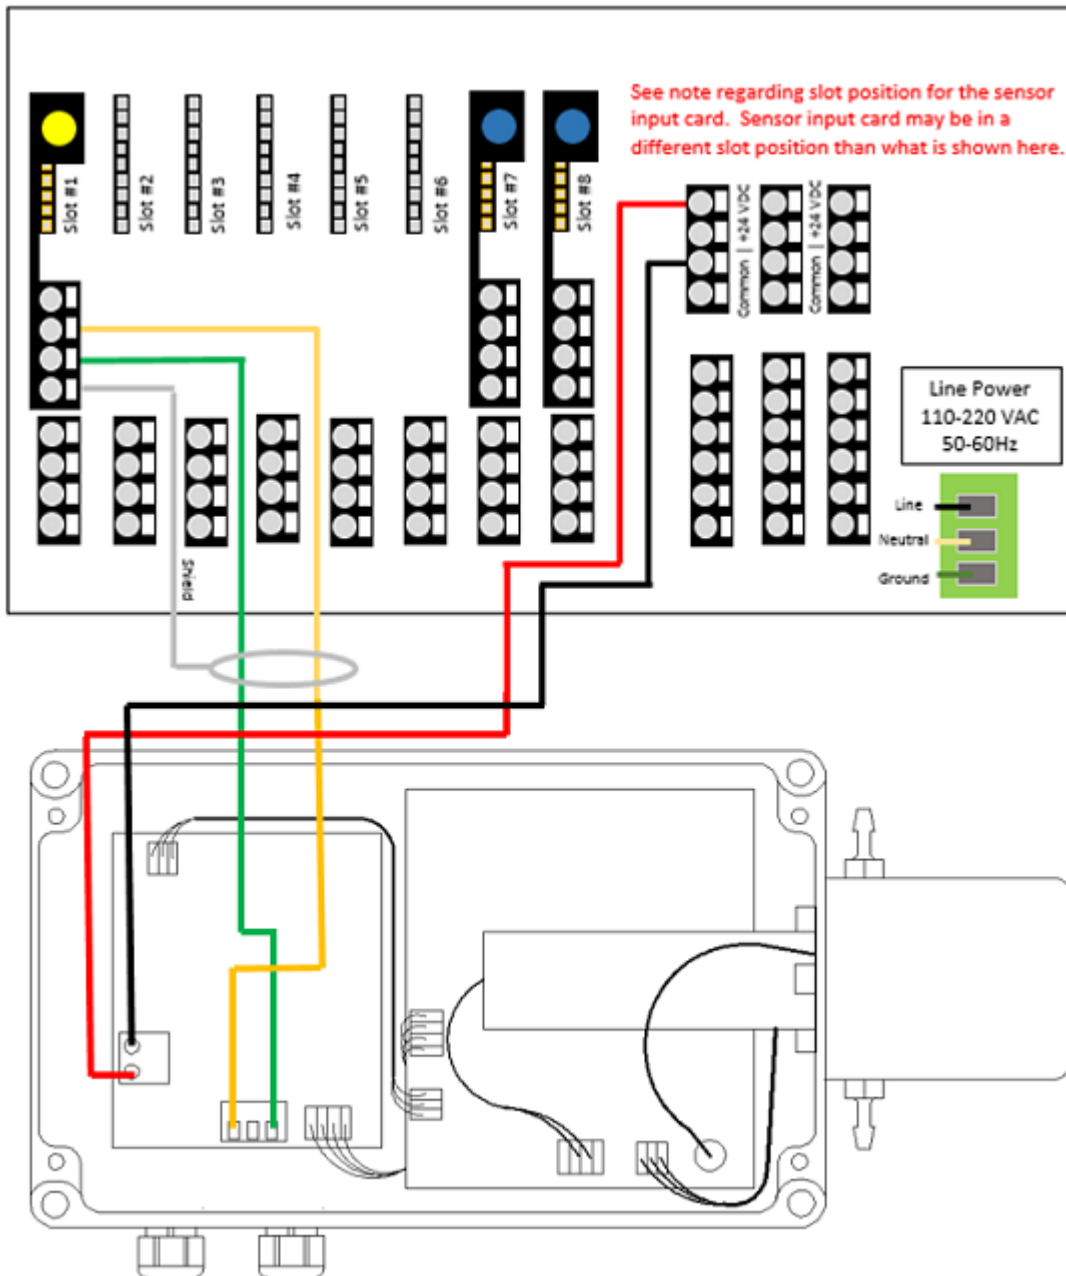 See note regarding slot position for the sensor
input card. Sensor input card may be in a
different slot position than what is shown here.
Slot #1
Slot #2
Slot #3
Slot #4
Slot #5
Slot #6
Slot #7
Slot #8
Common | +24 VDC
Common | +24 VDC
Line Power
110-220 VAC
50-60Hz
Line
Neutral
Ground
Shield